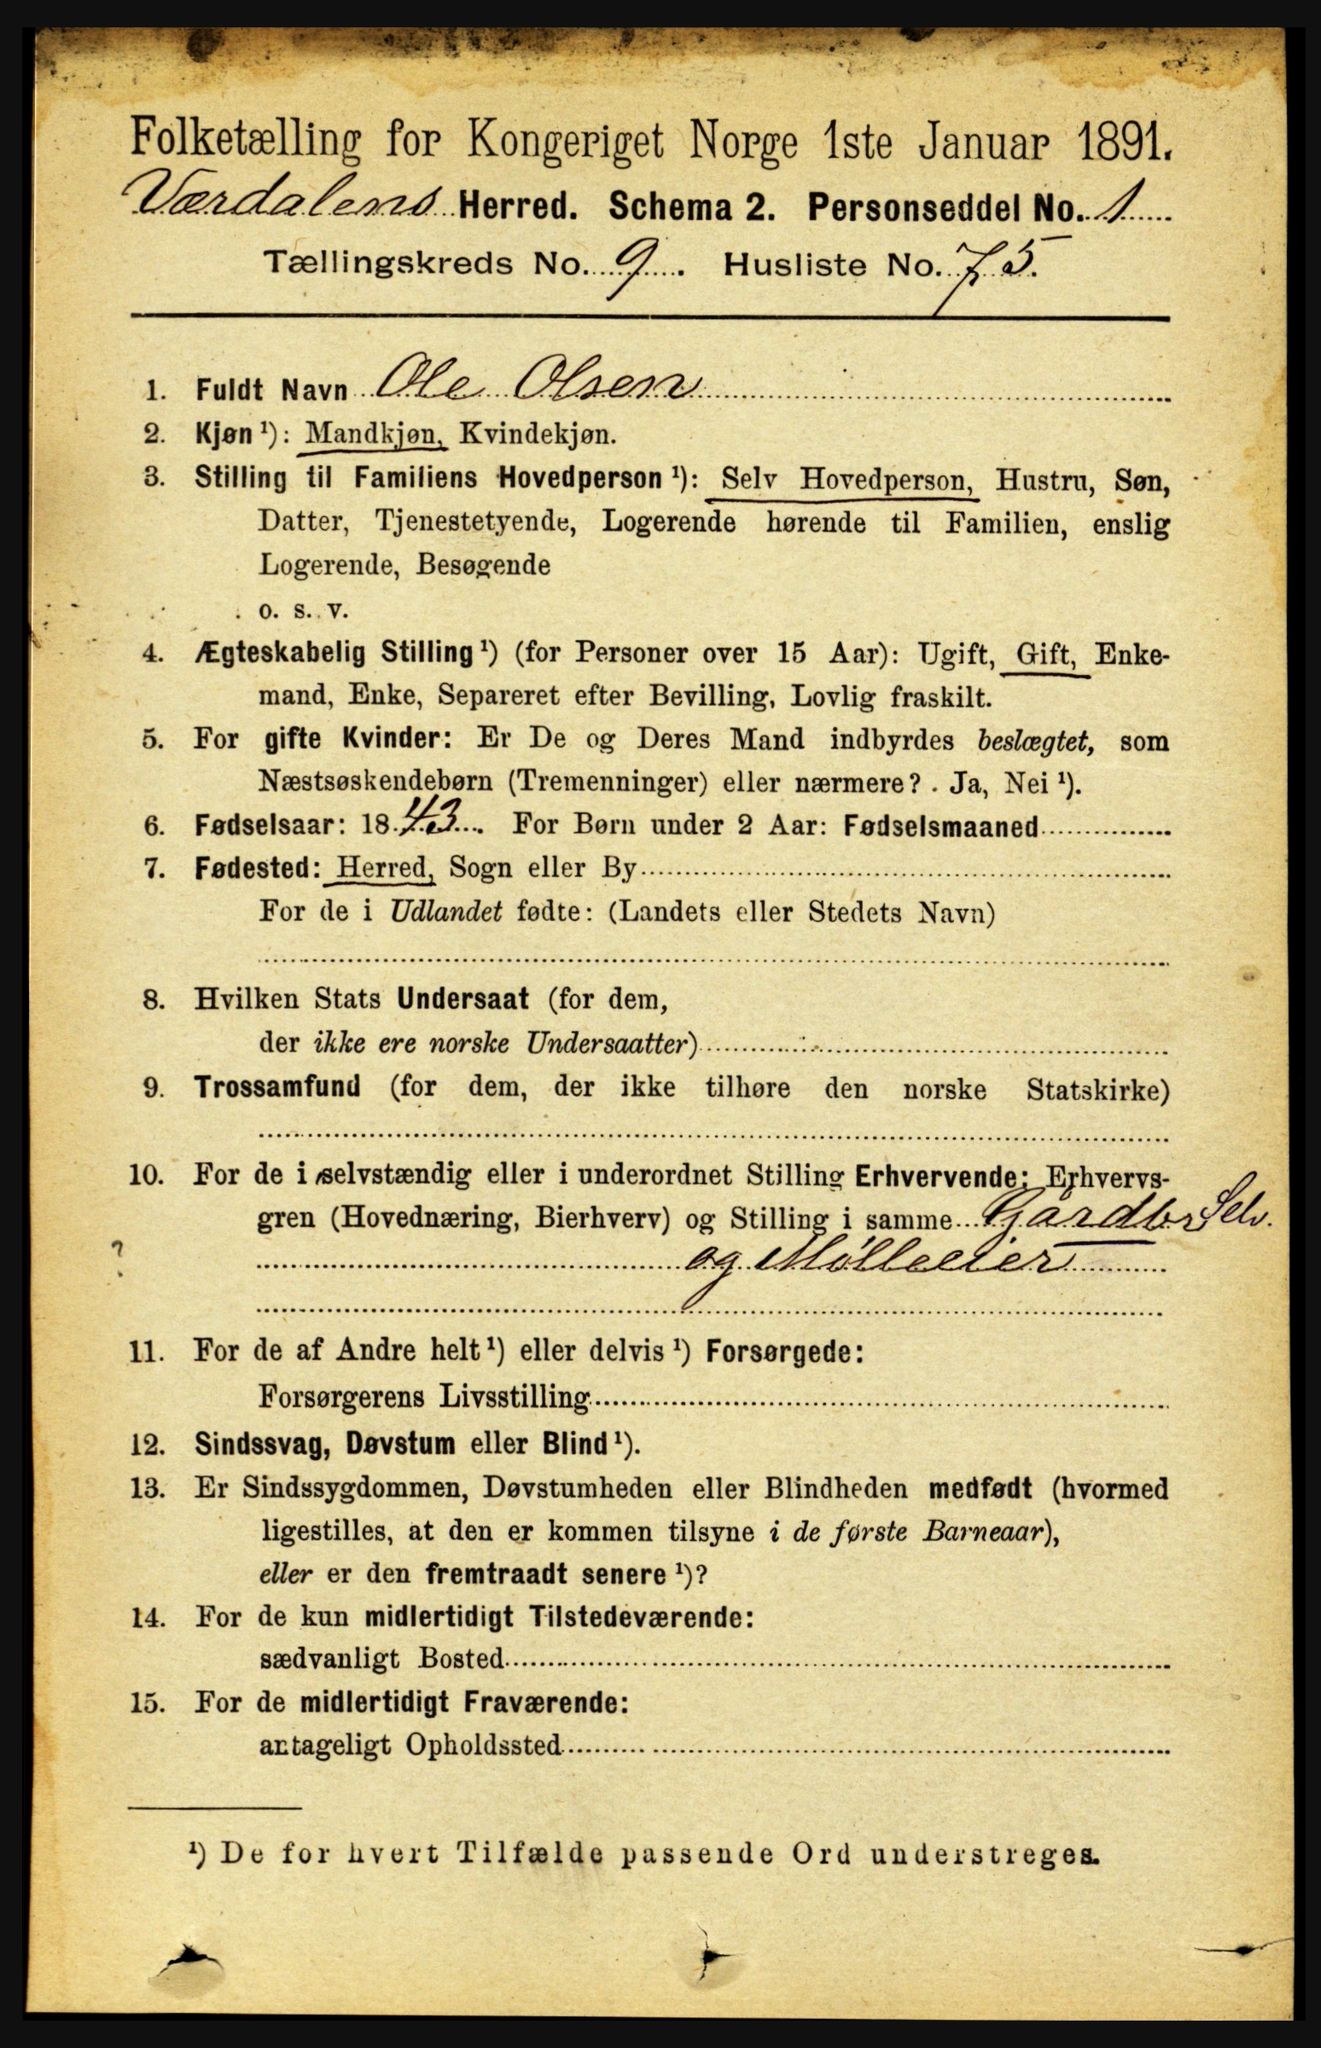 Folketælling for Kongeriget Norge 1ste Januar 1891.
Værdalens Herred. Schema 2. Personseddel No. 1
Tællingskreds No. 9. Husliste No. 75.
1. Fuldt Navn Ole Olsen
2. Kjøn ¹): Mandkjøn, Kvindekjøn.
3. Stilling til Familiens Hovedperson ¹): Selv Hovedperson, Hustru, Søn,
Datter, Tjenestetyende, Logerende hørende til Familien, enslig
Logerende, Besøgende
o. s. v.
4. Ægteskabelig Stilling ¹) (for Personer over 15 Aar): Ugift, Gift, Enke-
mand, Enke, Separeret efter Bevilling, Lovlig fraskilt.
5. For gifte Kvinder: Er De og Deres Mand indbyrdes beslægtet, som
Næstsøskendebørn (Tremenninger) eller nærmere? . Ja, Nei ¹).
6. Fødselsaar: 1843. For Børn under 2 Aar: Fødselsmaaned
7. Fødested: Herred, Sogn eller By
For de i Udlandet fødte: (Landets eller Stedets Navn)
8. Hvilken Stats Undersaat (for dem,
der ikke ere norske Undersaatter)
9. Trossamfund (for dem, der ikke tilhøre den norske Statskirke)
10. For de i selvstændig eller i underordnet Stilling Erhvervende: Erhvervs-
gren (Hovednæring, Bierhverv) og Stilling i samme Gårdbr Selv.
? og Mølleeier
11. For de af Andre helt ¹) eller delvis ¹) Forsørgede:
Forsørgerens Livsstilling
12. Sindssvag, Døvstum eller Blind ¹).
13. Er Sindssygdommen, Døvstumheden eller Blindheden medfødt (hvormed
ligestilles, at den er kommen tilsyne i de første Barneaar),
eller er den fremtraadt senere ¹)?
14. For de kun midlertidigt Tilstedeværende:
sædvanligt Bosted
15. For de midlertidigt Fraværende:
antageligt Opholdssted
¹) De for hvert Tilfælde passende Ord understreges.